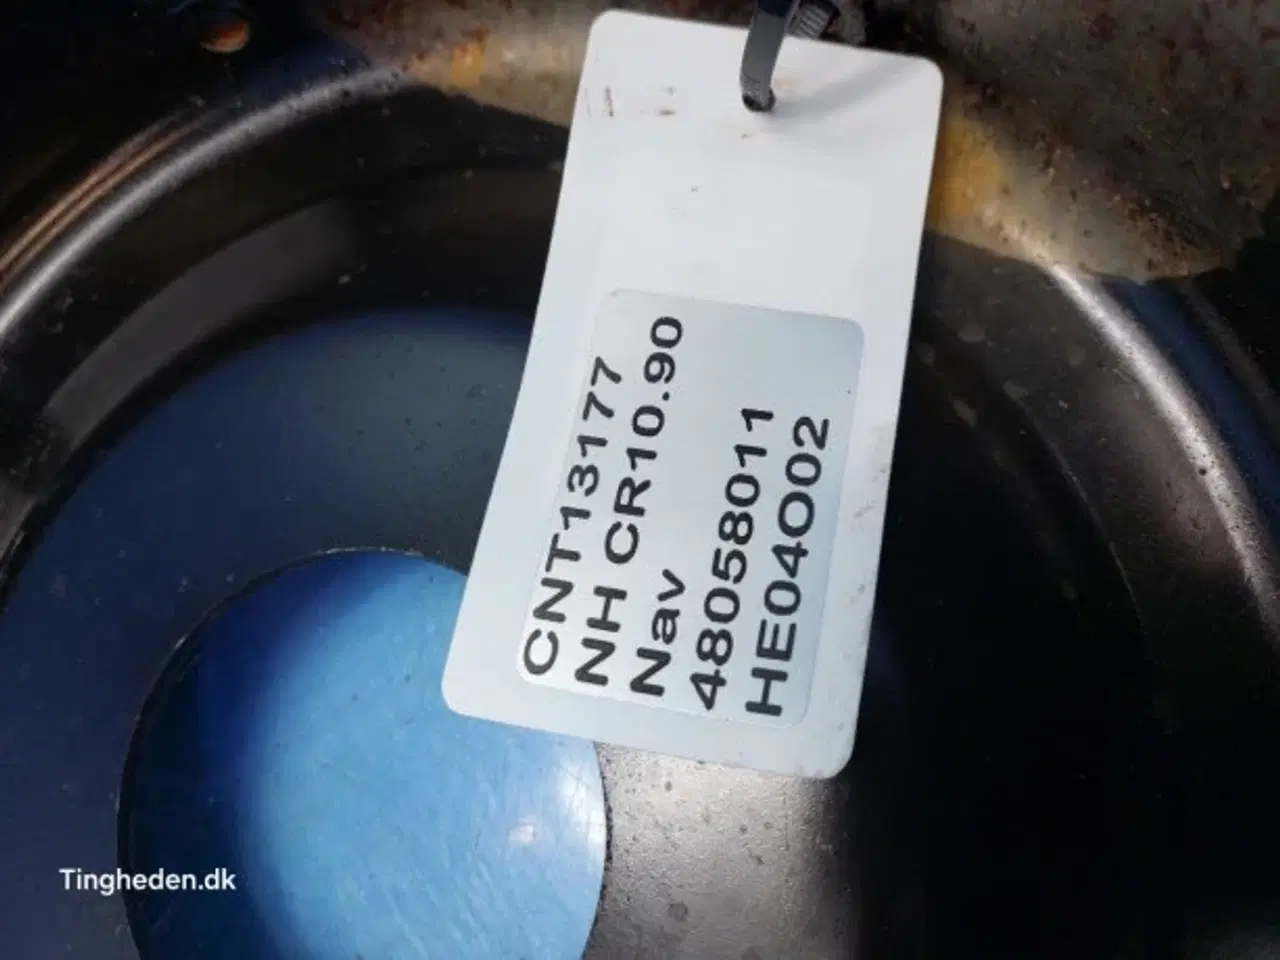 CNT13177
NH CR10.90
Nav
48058011
HE04O02
Tingheden.dk